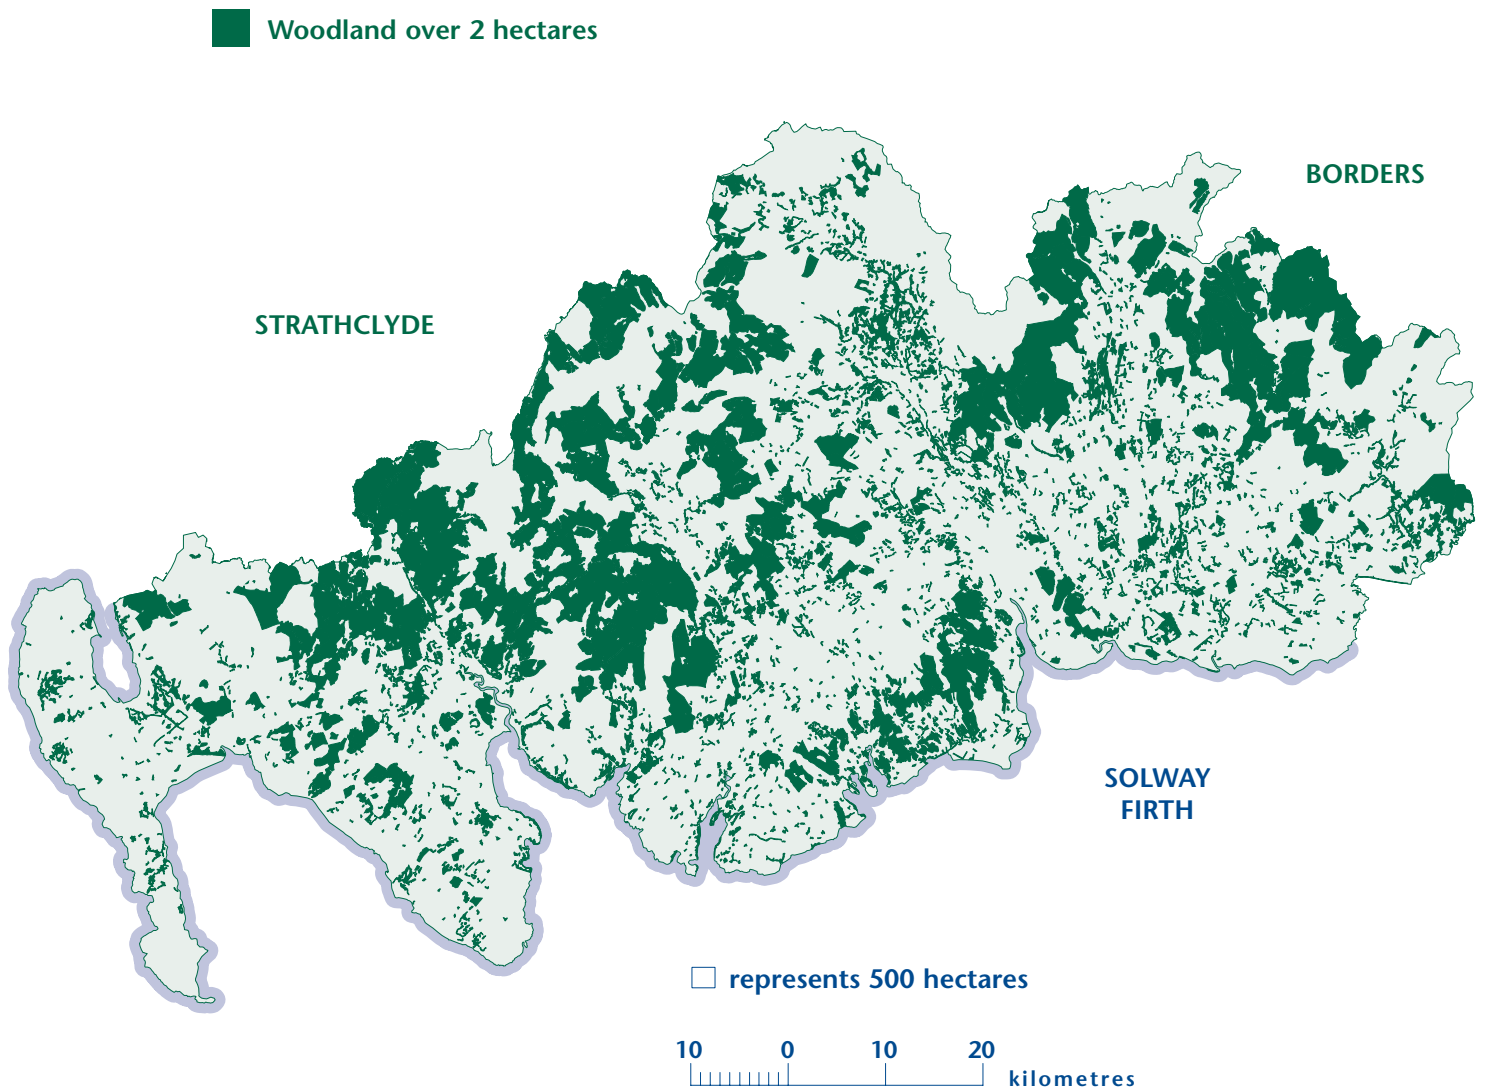 Woodland over 2 hectares
BORDERS
STRATHCLYDE
SOLWAY
FIRTH
represents 500 hectares
10 0 10 20
kilometres